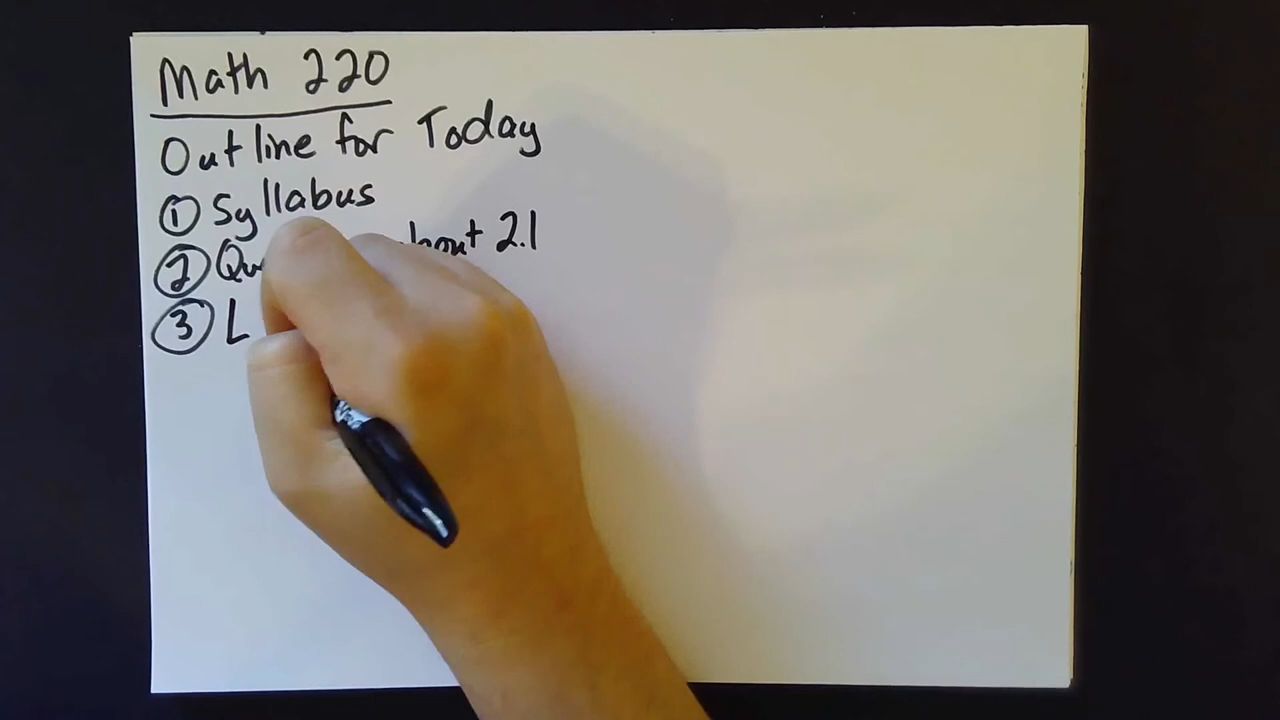 Math 220
Outline for Today
① Syllabus
② 2.1
③ L